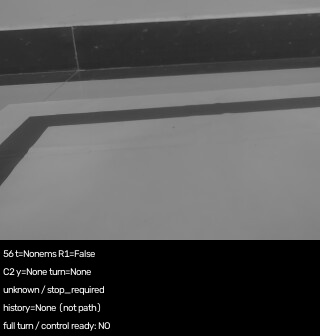 56 t=Nonems R1=False
C2 y=None turn=None
unknown / stop_required
history=None (not path)
full turn / control ready: NO